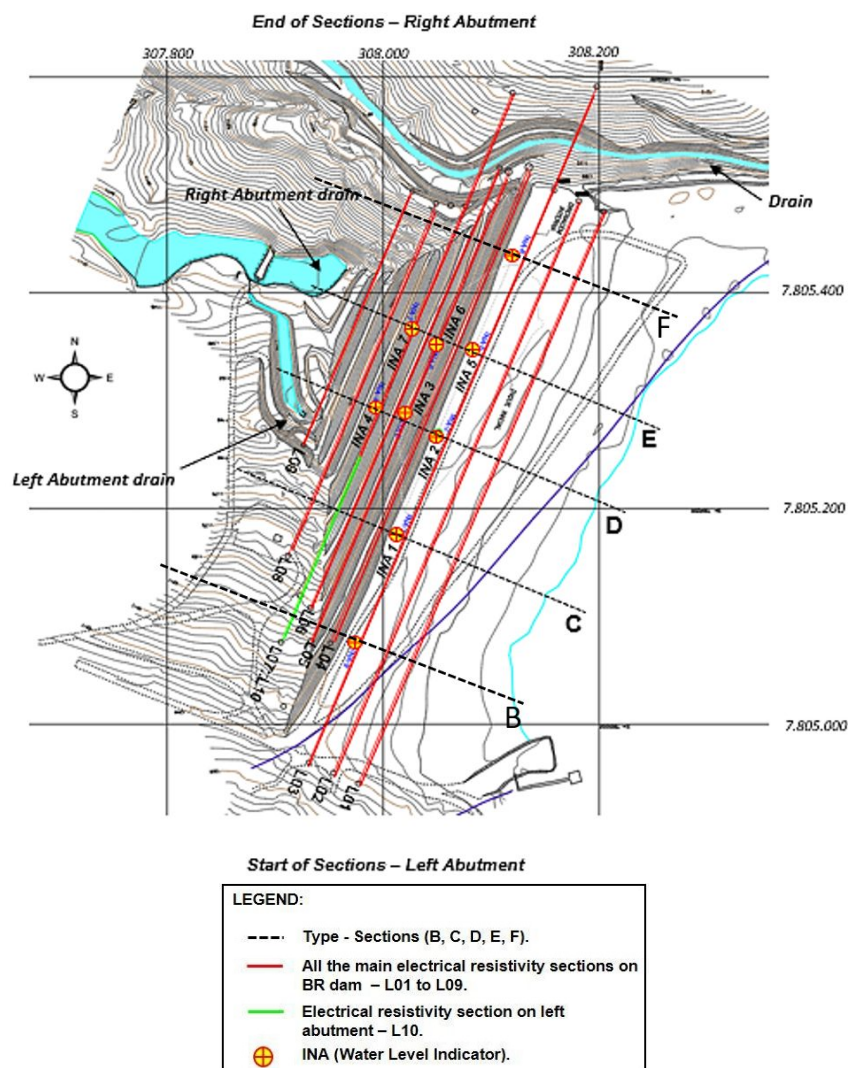 End of Sections – Right Abutment
307.800
308.000
308.200
Right Abutment drain
Drain
7.805.400
F
INA 7
INA 6
INA 5
E
INA 4
INA 3
INA 2
DIQUE INICIAL
L09
Left Abutment drain
D
7.805.200
INA 1
C
L08
L06
L05
L04
L07-L10
B
7.805.000
L03
L02
L01
Start of Sections – Left Abutment
LEGEND:
Type - Sections (B, C, D, E, F).
All the main electrical resistivity sections on
BR dam – L01 to L09.
Electrical resistivity section on left
abutment – L10.
INA (Water Level Indicator).
N
W
E
S